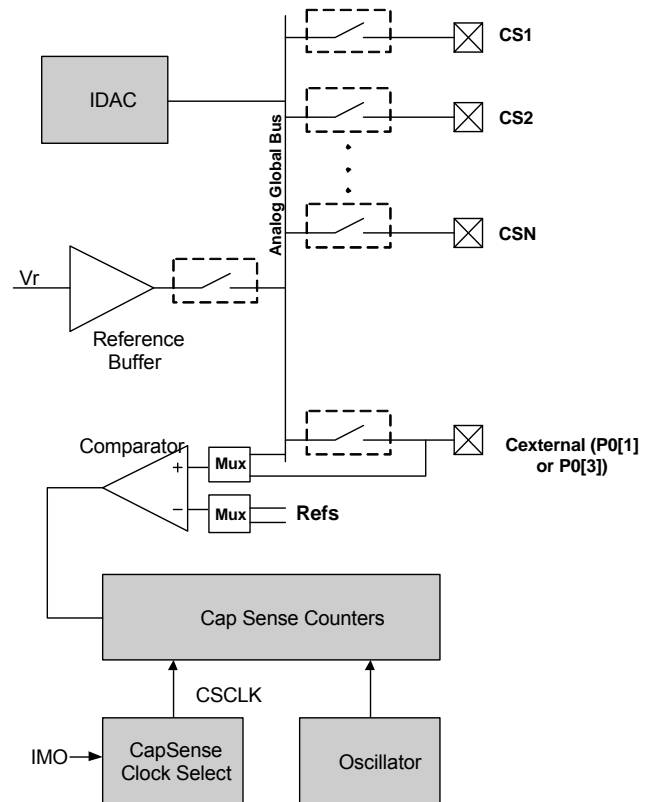 CS1
IDAC
CS2
Analog Global Bus
CSN
Vr
Reference
Buffer
Comparator
Mux
Cexternal (P0[1]
or P0[3])
+
−
Mux
Refs
Cap Sense Counters
CSCLK
IMO
CapSense
Clock Select
Oscillator